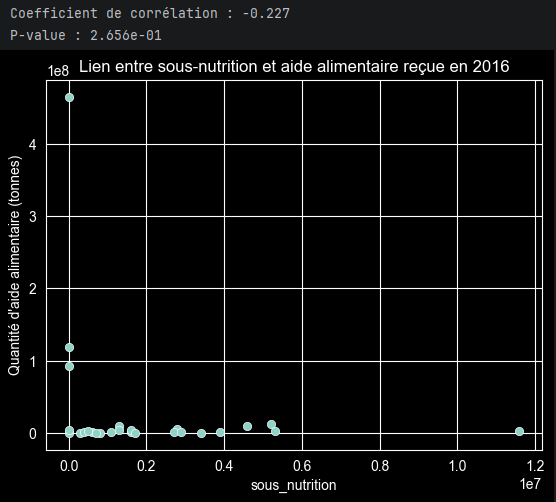 Coefficient de corrélation : -0.227
P-value : 2.656e-01
Lien entre sous-nutrition et aide alimentaire reçue en 2016
1e8
Quantité d'aide alimentaire (tonnes)
4
3
2
1
0
0.0 0.2 0.4 0.6 0.8 1.0 1.2
1e7
sous_nutrition